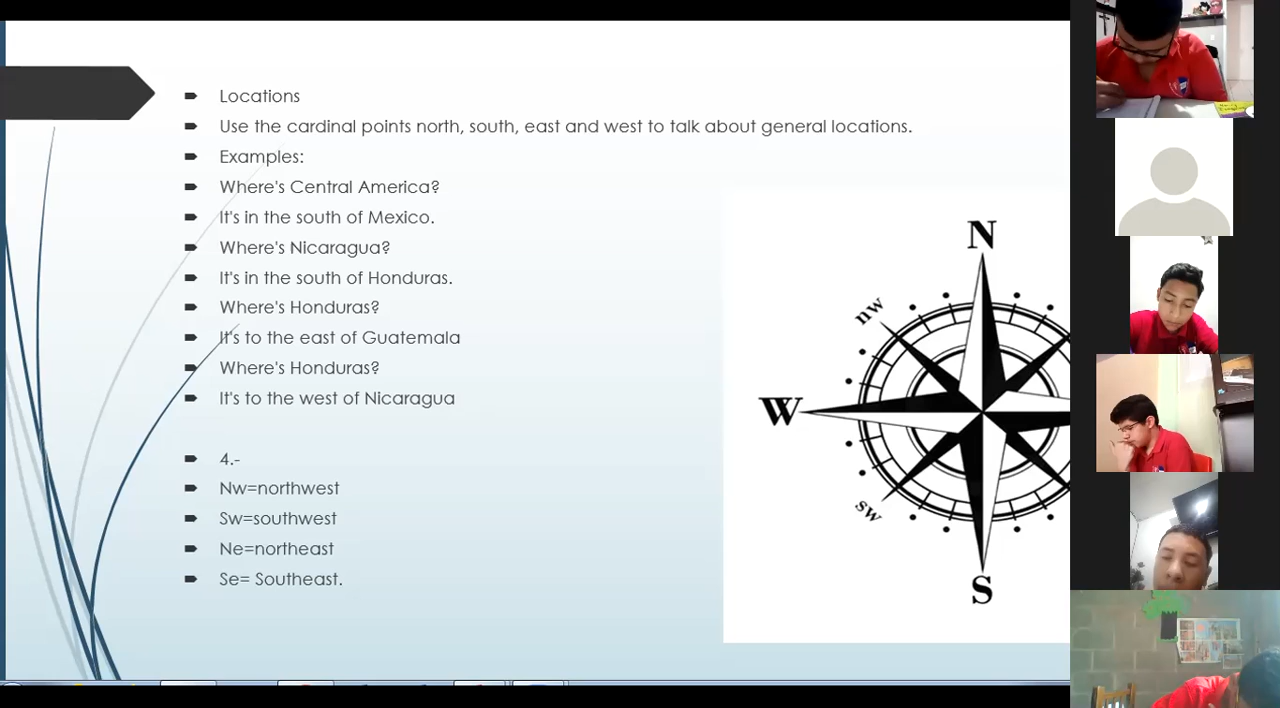 Locations
Use the cardinal points north, south, east and west to talk about general locations.
Examples:
Where's Central America?
It's in the south of Mexico.
Where's Nicaragua?
It's in the south of Honduras.
Where's Honduras?
It's to the east of Guatemala
Where's Honduras?
It's to the west of Nicaragua
4.-
Nw=northwest
Sw=southwest
Ne=northeast
Se= Southeast.
N
nw
W
sw
S